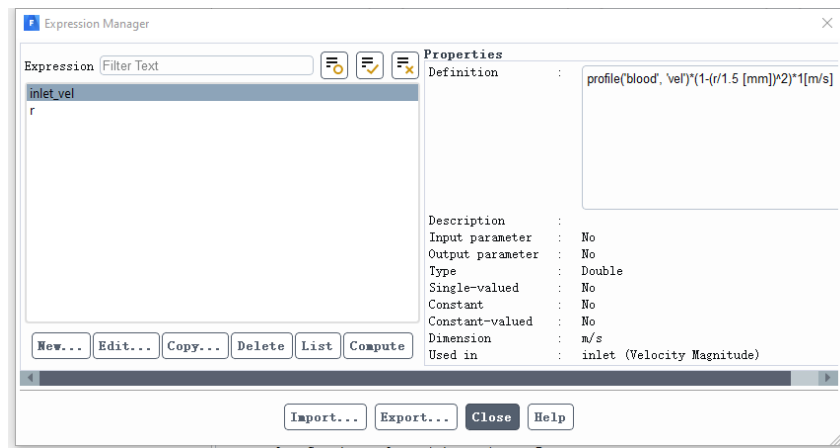 Expression Manager
Expression Filter Text
inlet_vel
r
New... Edit... Copy... Delete List Compute
Properties
Definition : profile('blood', 'vel')*(1-(r/1.5 [mm])^2)*1[m/s]
Description :
Input parameter : No
Output parameter : No
Type : Double
Single-valued : No
Constant : No
Constant-valued : No
Dimension : m/s
Used in : inlet (Velocity Magnitude)
Import... Export... Close Help